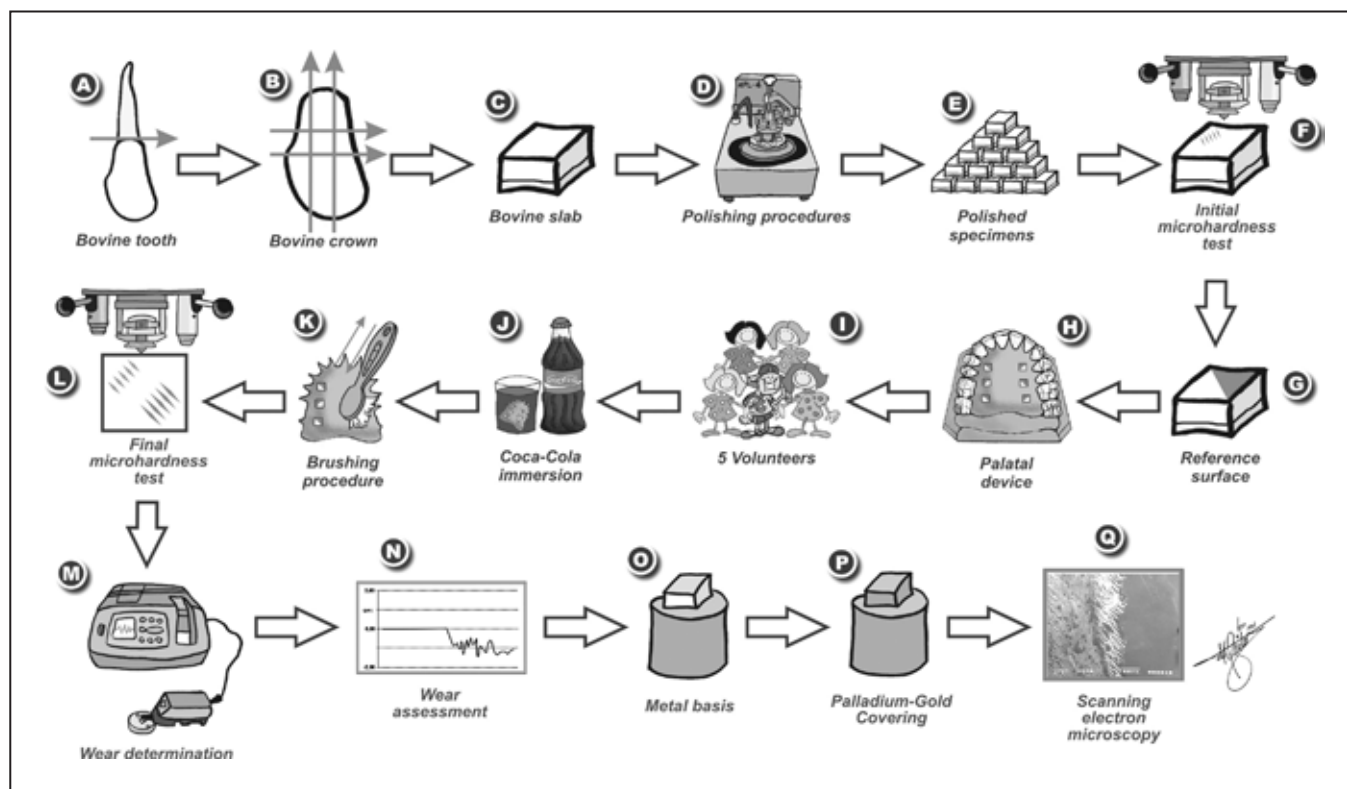 A
Bovine tooth
B
Bovine crown
C
Bovine slab
D
Polishing procedures
E
Polished
specimens
F
Initial
microhardness
test
L
Final
microhardness
test
K
Brushing
procedure
J
Coca-Cola
immersion
I
5 Volunteers
H
Palatal
device
G
Reference
surface
M
Wear determination
N
Wear
assessment
O
Metal basis
P
Palladium-Gold
Covering
Q
Scanning
electron
microscopy